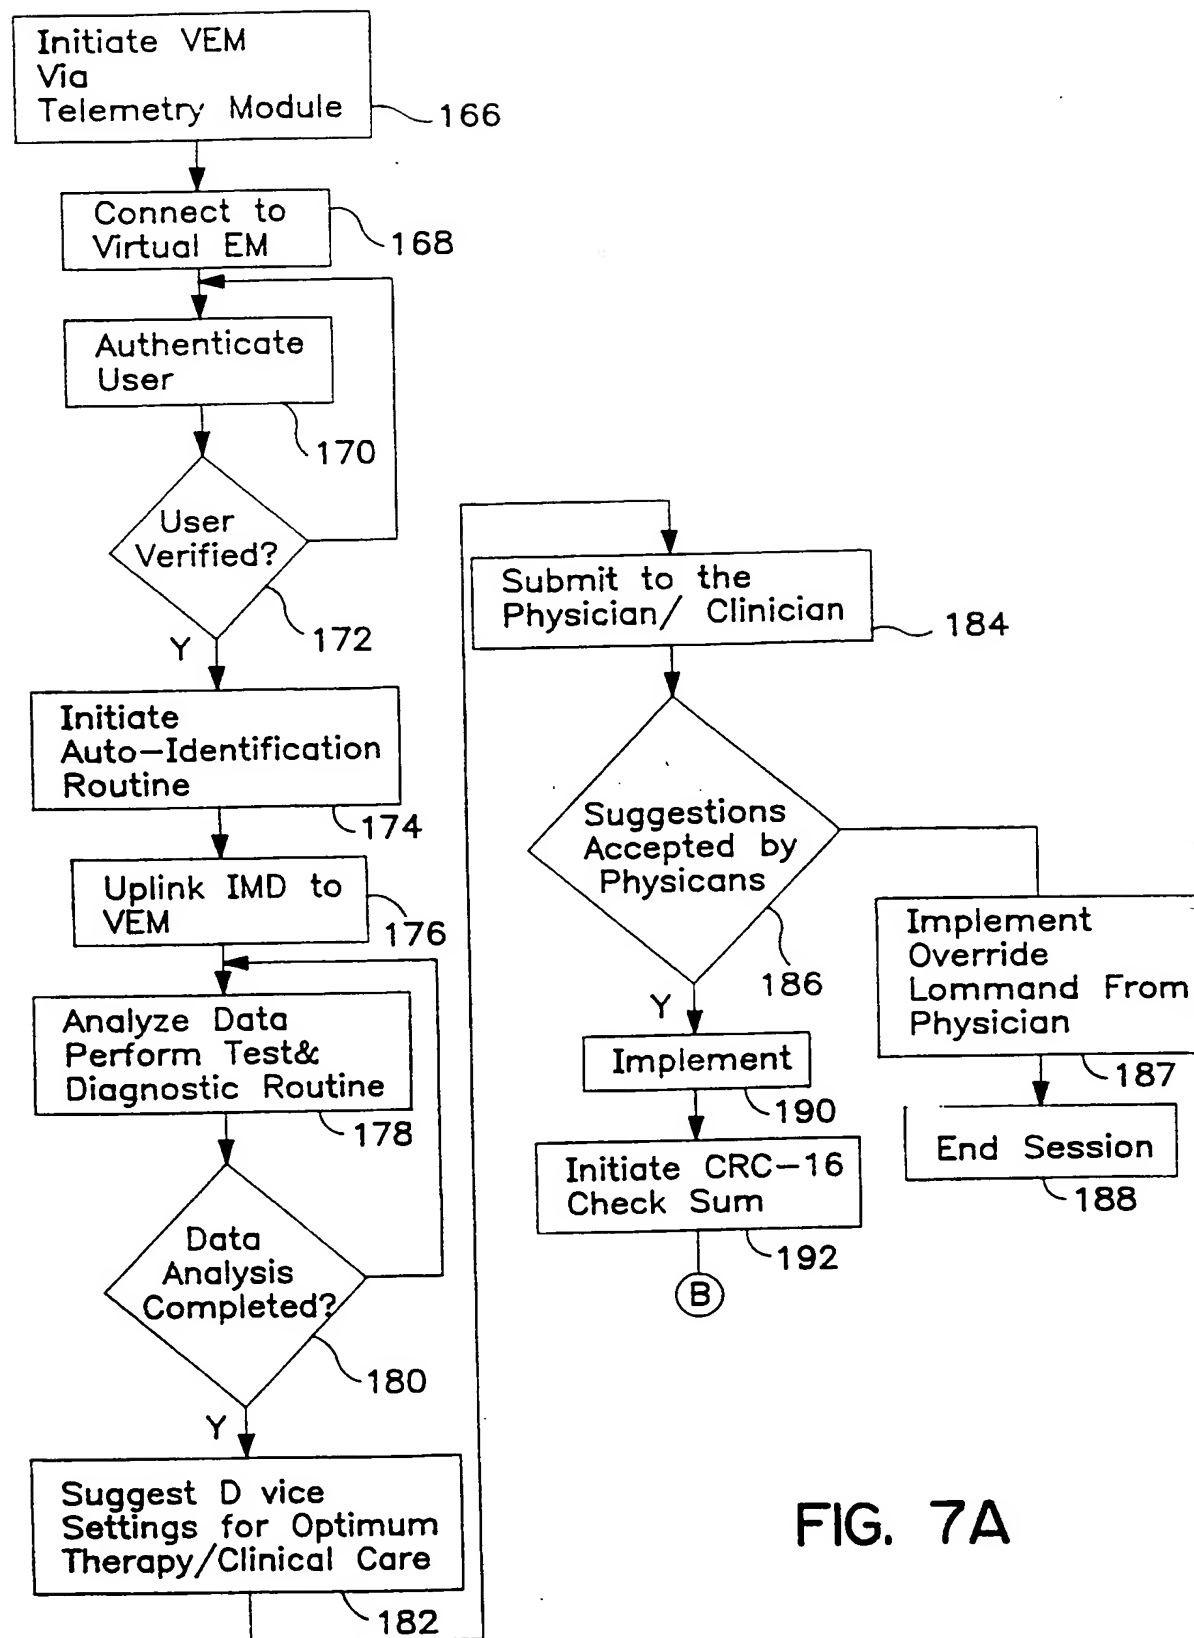 Initiate VEM
Via
Telemetry Module
166
Connect to
Virtual EM
168
Authenticate
User
170
User
Verified?
172
Y
Initiate
Auto-Identification
Routine
174
Uplink IMD to
VEM
176
Analyze Data
Perform Test&
Diagnostic Routine
178
Data
Analysis
Completed?
180
Y
Suggest D vice
Settings for Optimum
Therapy/Clinical Care
182
Submit to the
Physician/ Clinician
184
Suggestions
Accepted by
Physicans
186
Y
Implement
190
Initiate CRC-16
Check Sum
192
B
Implement
Override
Lommand From
Physician
187
End Session
188
FIG. 7A